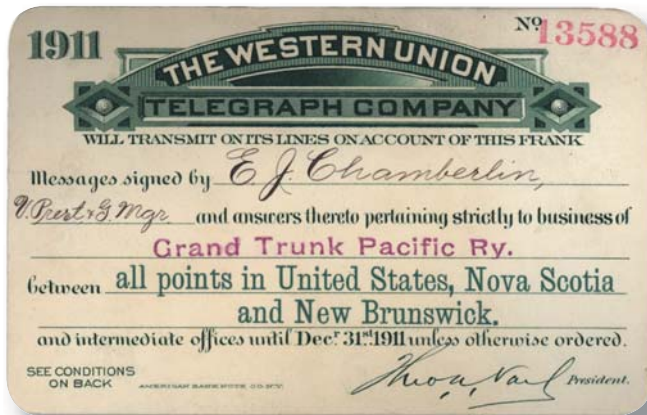 1911
No. 13588
THE WESTERN UNION
TELEGRAPH COMPANY
WILL TRANSMIT ON ITS LINES ON ACCOUNT OF THIS FRANK
Messages signed by E. J. Chamberlin,
V. Prest & G Mgr and answers thereto pertaining strictly to business of
Grand Trunk Pacific Ry.
between all points in United States, Nova Scotia
and New Brunswick.
and intermediate offices until Decr 31st 1911 unless otherwise ordered.
SEE CONDITIONS
ON BACK
AMERICAN BANK NOTE CO. N.Y.
Theo. N. Vail President.